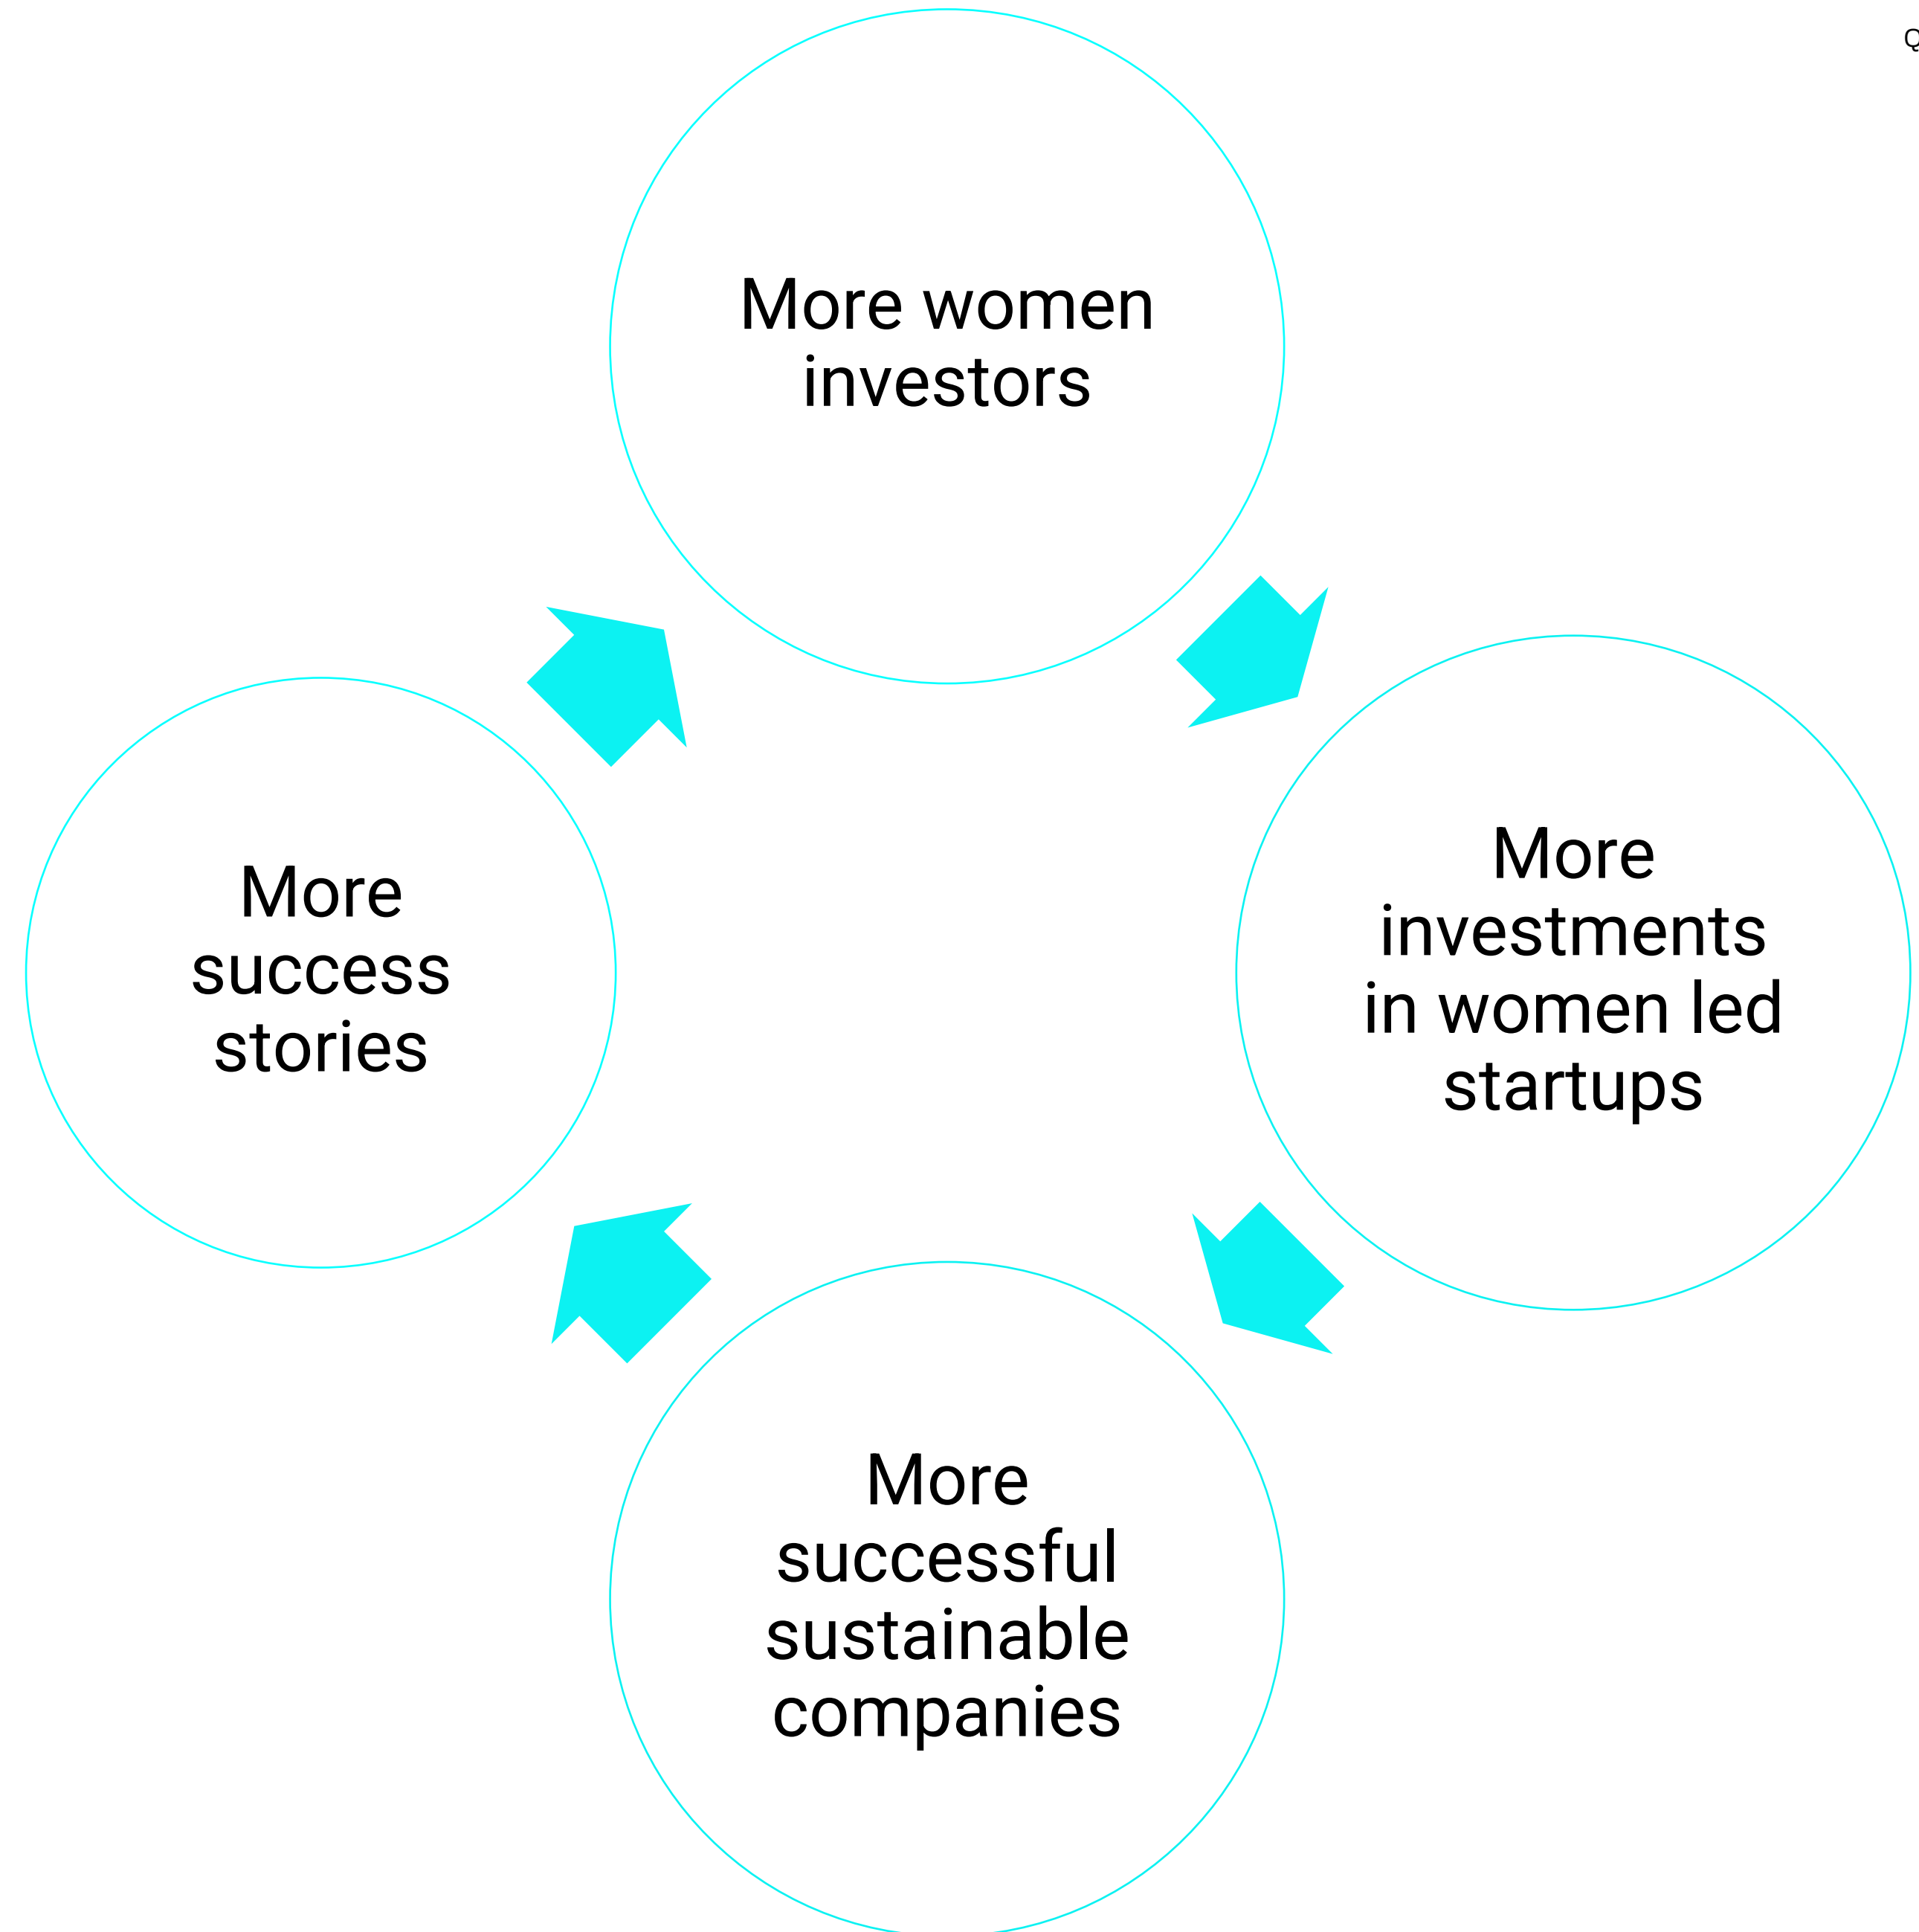 Q
More women
investors
More
investments
in women led
startups
More
success
stories
More
successful
sustainable
companies